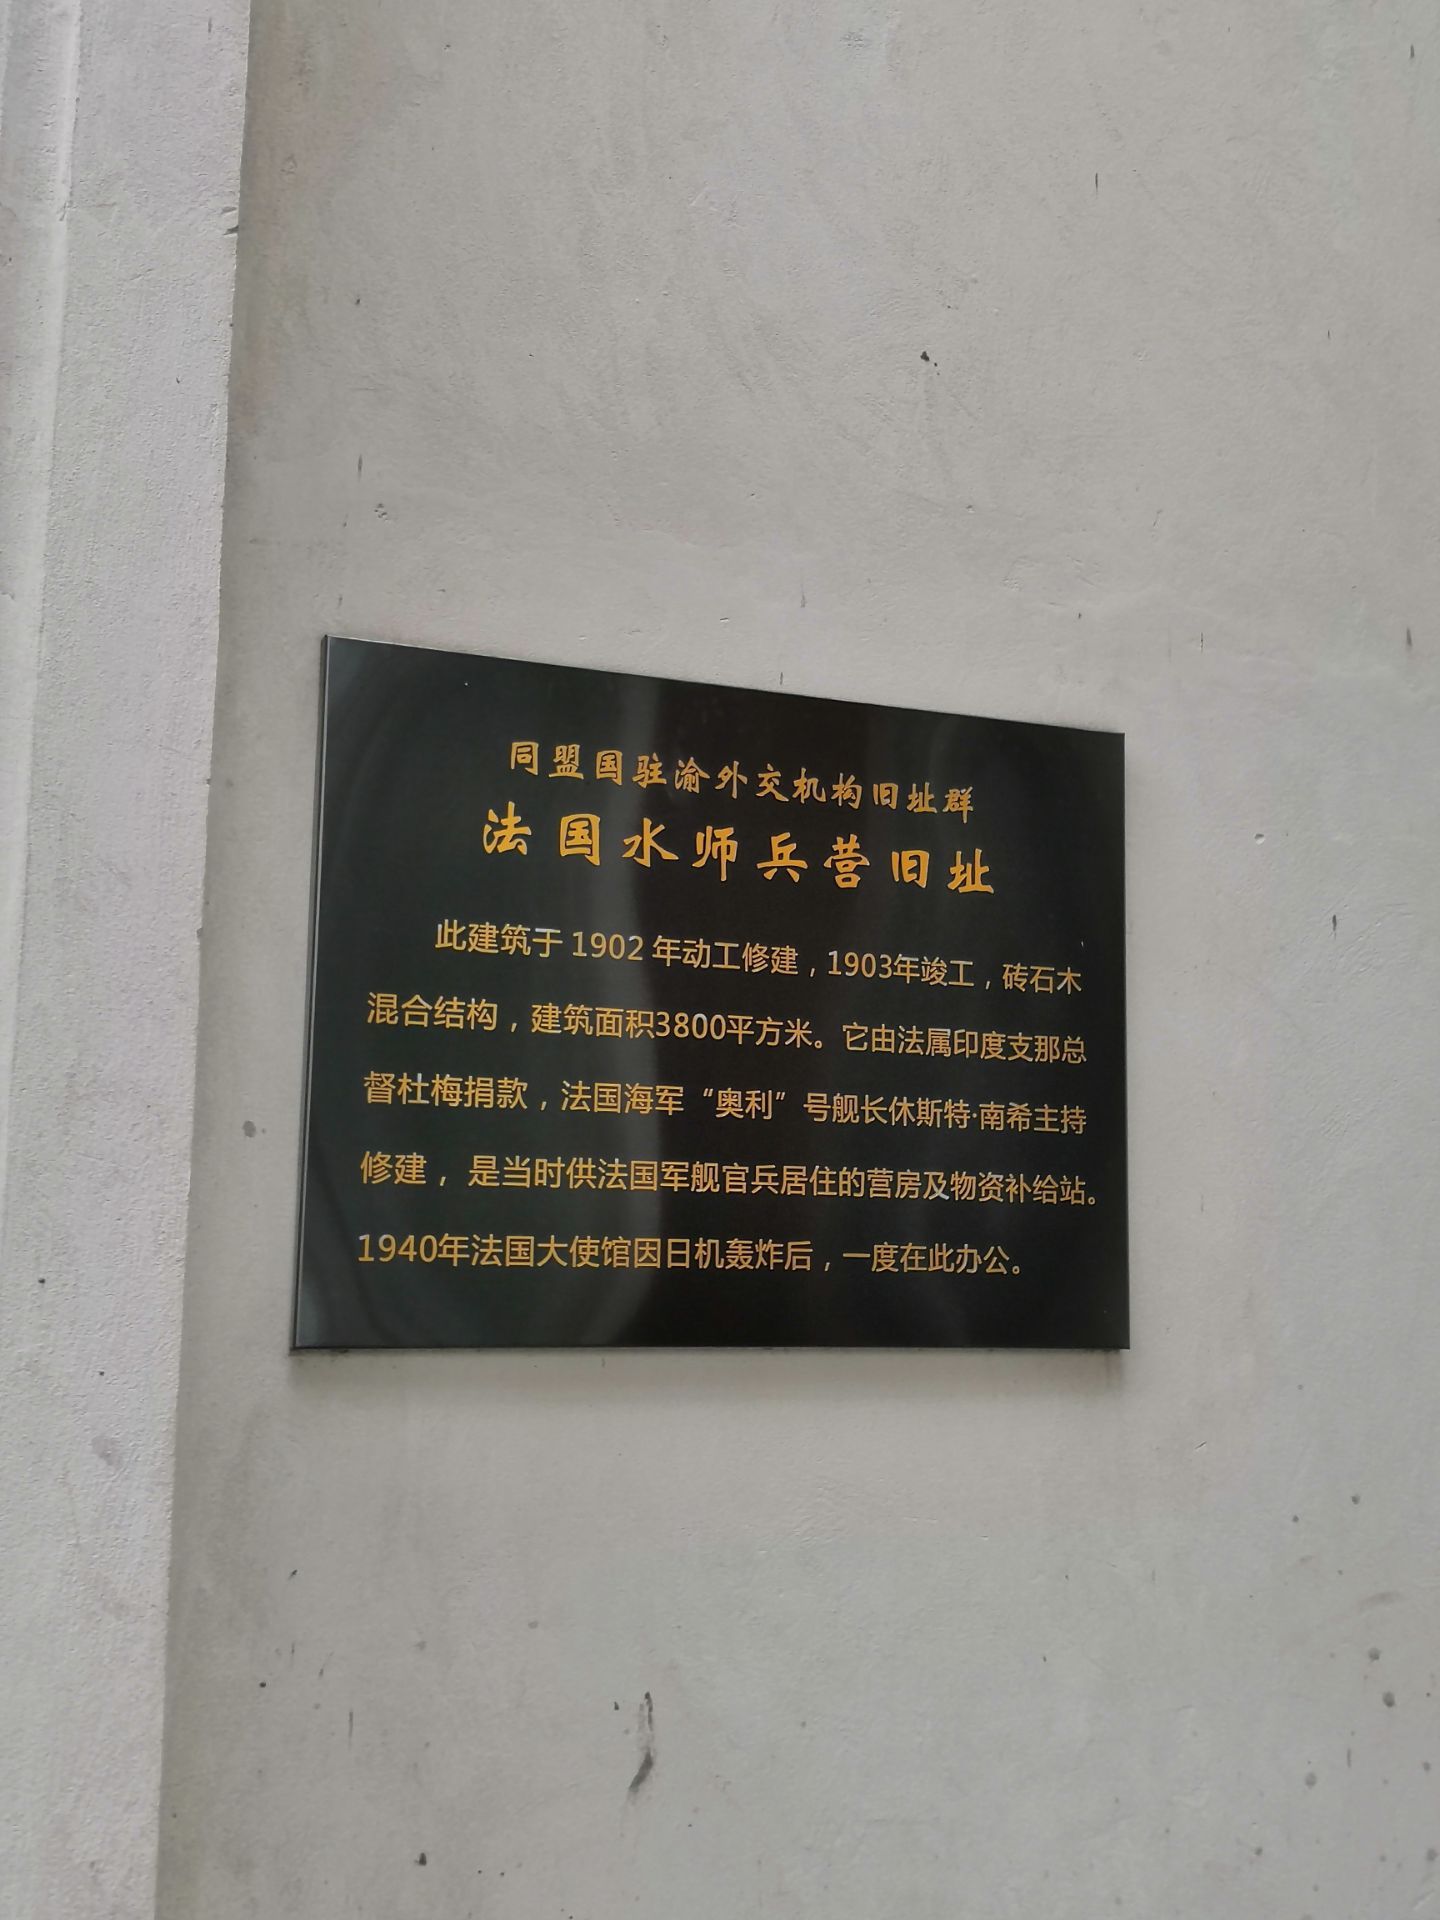 同盟国驻渝外交机构旧址群
法国水师兵营旧址
此建筑于1902年动工修建，1903年竣工，砖石木
混合结构，建筑面积3800平方米。它由法属印度支那总
督杜梅捐款，法国海军“奥利”号舰长休斯特·南希主持
修建，是当时供法国军舰官兵居住的营房及物资补给站。
1940年法国大使馆因日机轰炸后，一度在此办公。